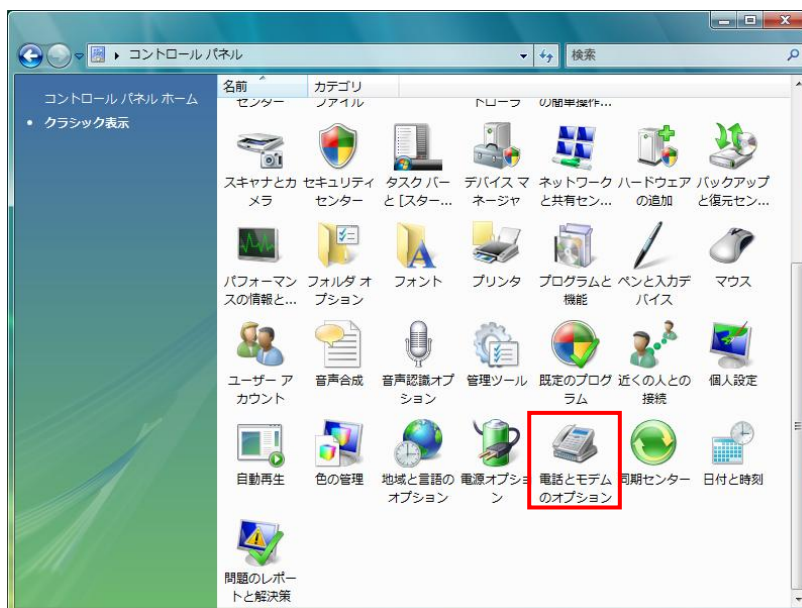 コントロール パネル
検索
コントロール パネル ホーム
クラシック表示
名前 カテゴリ
センター ファイル トローラ の簡単操作...
スキャナとカ セキュリティ タスク バー デバイス マ ネットワーク ハードウェア バックアップ
メラ センター と [スター... ネージャ と共有セン... の追加 と復元セン...
パフォーマン フォルダ オ フォント プリンタ プログラムと ペンと入力デ マウス
スの情報と... プション 機能 バイス
ユーザー ア 音声合成 音声認識オプ 管理ツール 既定のプログ 近くの人との 個人設定
カウント ション ラム 接続
自動再生 色の管理 地域と言語の 電源オプショ 電話とモデム 同期センター 日付と時刻
オプション ン のオプション
問題のレポー
トと解決策